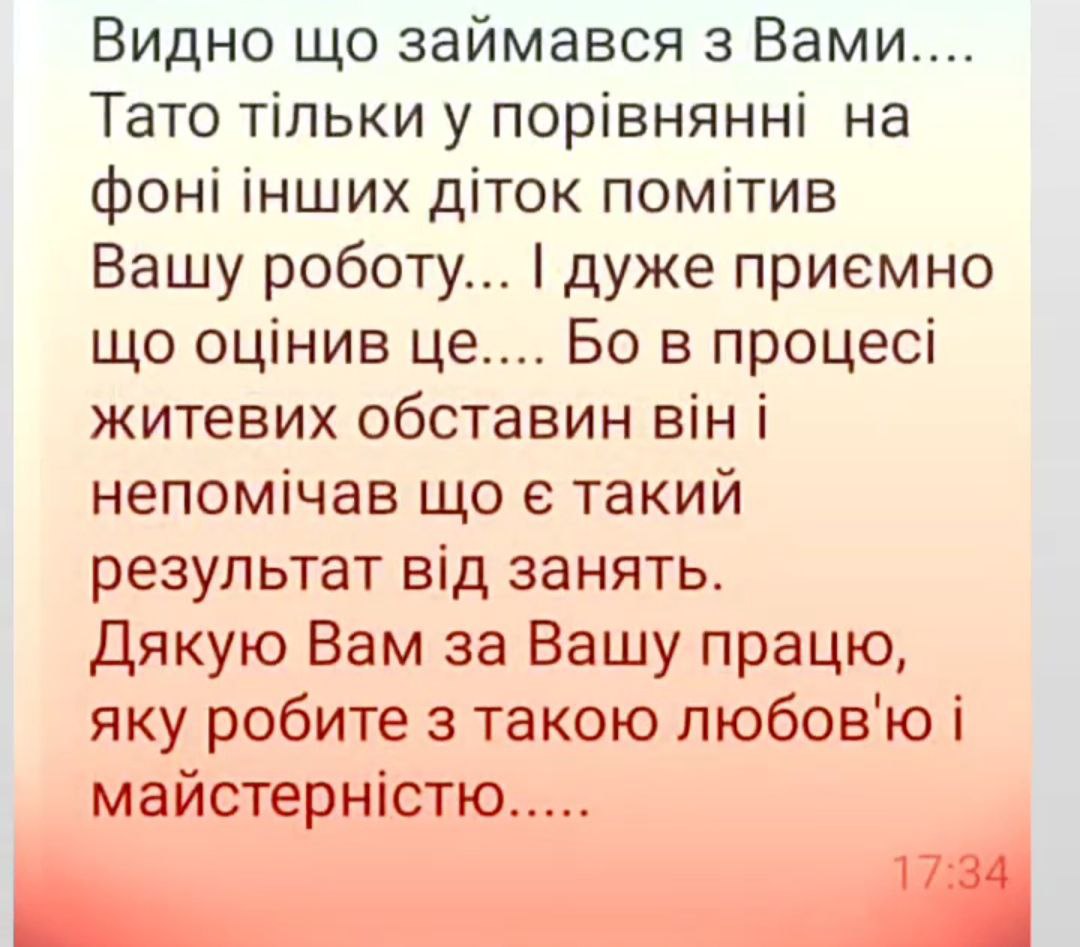 Видно що займався з Вами....
Тато тільки у порівнянні на
фоні інших діток помітив
Вашу роботу... І дуже приємно
що оцінив це.... Бо в процесі
житевих обставин він і
непомічав що є такий
результат від занять.
Дякую Вам за Вашу працю,
яку робите з такою любов'ю і
майстерністю.....
17:34